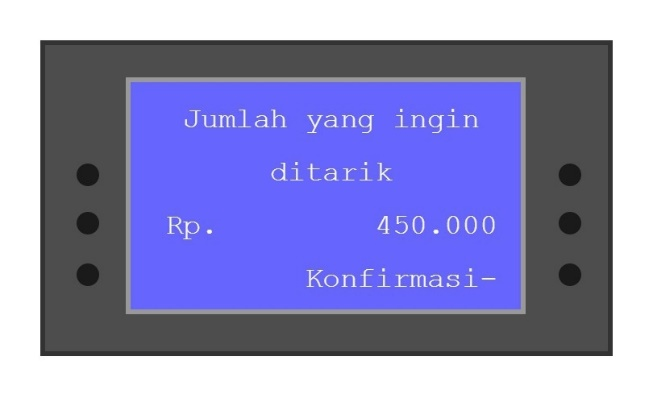 Jumlah yang ingin
ditarik
Rp. 450.000
Konfirmasi-